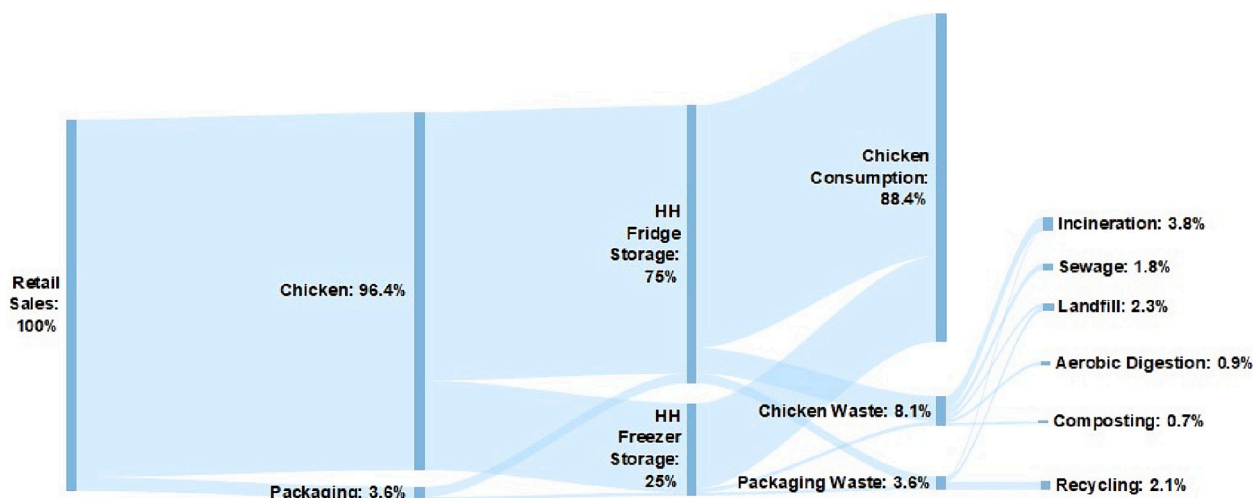 Retail
Sales:
100%
Chicken: 96.4%
Packaging: 3.6%
HH
Fridge
Storage:
75%
HH
Freezer
Storage:
25%
Chicken
Consumption:
88.4%
Chicken Waste: 8.1%
Packaging Waste: 3.6%
Incineration: 3.8%
Sewage: 1.8%
Landfill: 2.3%
Aerobic Digestion: 0.9%
Composting: 0.7%
Recycling: 2.1%